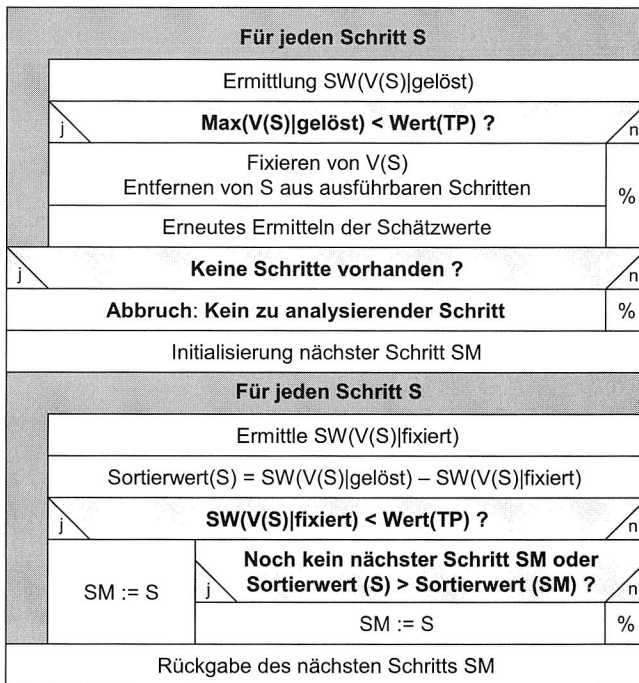 Für jeden Schritt S
Ermittlung SW(V(S)|gelöst)
j Max(V(S)|gelöst) < Wert(TP) ? n
Fixieren von V(S)
Entfernen von S aus ausführbaren Schritten
%
Erneutes Ermitteln der Schätzwerte
j Keine Schritte vorhanden ? n
Abbruch: Kein zu analysierender Schritt %
Initialisierung nächster Schritt SM
Für jeden Schritt S
Ermittle SW(V(S)|fixiert)
Sortierwert(S) = SW(V(S)|gelöst) – SW(V(S)|fixiert)
j SW(V(S)|fixiert) < Wert(TP) ? n
Noch kein nächster Schritt SM oder
j Sortierwert (S) > Sortierwert (SM) ? n
SM := S
SM := S %
Rückgabe des nächsten Schritts SM